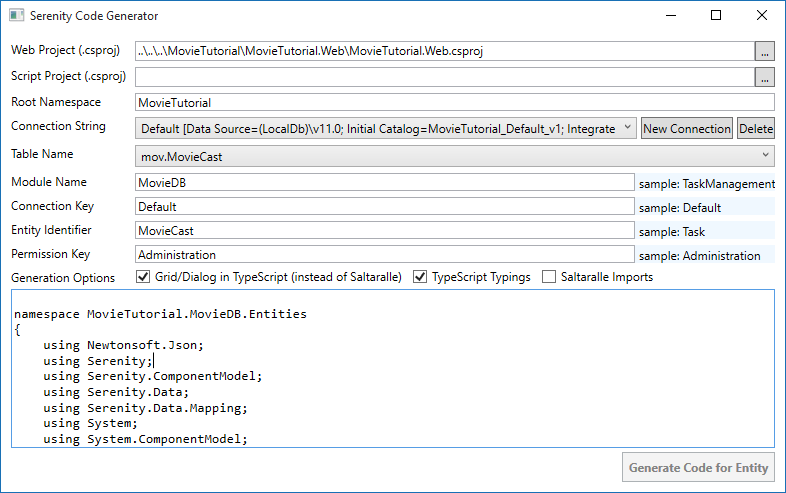 Serenity Code Generator
Web Project (.csproj) ..\..\..\MovieTutorial\MovieTutorial.Web\MovieTutorial.Web.csproj ...
Script Project (.csproj) ...
Root Namespace MovieTutorial
Connection String Default [Data Source=(LocalDb)\v11.0; Initial Catalog=MovieTutorial_Default_v1; Integrate New Connection Delete
Table Name mov.MovieCast
Module Name MovieDB sample: TaskManagement
Connection Key Default sample: Default
Entity Identifier MovieCast sample: Task
Permission Key Administration sample: Administration
Generation Options Grid/Dialog in TypeScript (instead of Saltaralle) TypeScript Typings Saltaralle Imports
namespace MovieTutorial.MovieDB.Entities
{
using Newtonsoft.Json;
using Serenity;
using Serenity.ComponentModel;
using Serenity.Data;
using Serenity.Data.Mapping;
using System;
using System.ComponentModel;
Generate Code for Entity